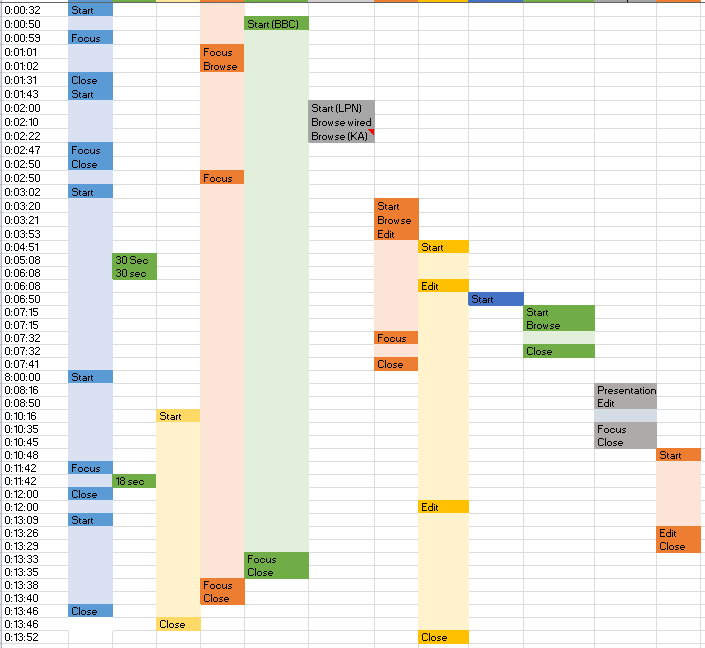 0:00:32 Start
0:00:50 Start (BBC)
0:00:59 Focus
0:01:01 Focus
0:01:02 Browse
0:01:31 Close
0:01:43 Start
0:02:00 Start (LPN)
0:02:10 Browse wired
0:02:22 Browse (KA)
0:02:47 Focus
0:02:50 Close
0:02:50 Focus
0:03:02 Start
0:03:20 Start
0:03:21 Browse
0:03:53 Edit
0:04:51 Start
0:05:08 30 Sec
0:06:08 30 sec
0:06:08 Edit
0:06:50 Start
0:07:15 Start
0:07:15 Browse
0:07:32 Focus
0:07:32 Close
0:07:41 Close
8:00:00 Start
0:08:16 Presentation
0:08:50 Edit
0:10:16 Start
0:10:35 Focus
0:10:45 Close
0:10:48 Start
0:11:42 Focus
0:11:42 18 sec
0:12:00 Close
0:12:00 Edit
0:13:09 Start
0:13:26 Edit
0:13:29 Close
0:13:33 Focus
0:13:35 Close
0:13:38 Focus
0:13:40 Close
0:13:46 Close
0:13:46 Close
0:13:52 Close